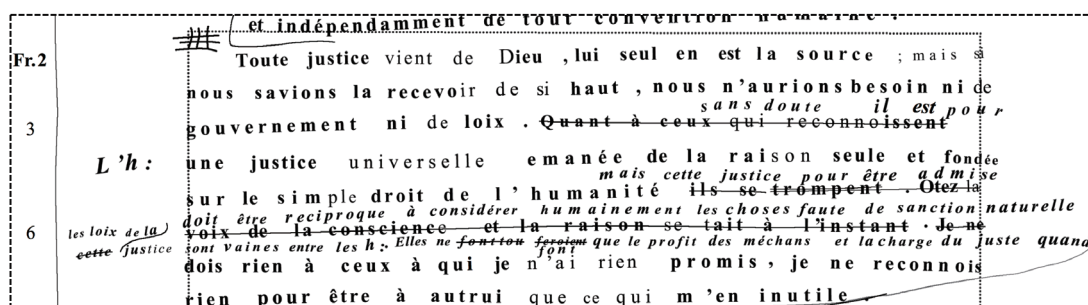 et indépendamment de tout convention humaine .
Fr.2 Toute justice vient de Dieu , lui seul en est la source ; mais si
nous savions la recevoir de si haut , nous n'aurions besoin ni de
sans doute il est pour
3 gouvernement ni de loix . Quant à ceux qui reconnoissent
L'h: une justice universelle emanée de la raison seule et fondée
mais cette justice pour être admise
sur le simple droit de l'humanité ils se trompent . Otez la
doit être reciproque à considérer humainement les choses faute de sanction naturelle
6 les loix de la voix de la conscience et la raison se tait à l'instant . Je ne
cette justice sont vaines entre les h: Elles ne font tou feroient que le profit des méchans et la charge du juste quand
font
dois rien à ceux à qui je n'ai rien promis , je ne reconnois
rien pour être à autrui que ce qui m'en inutile .